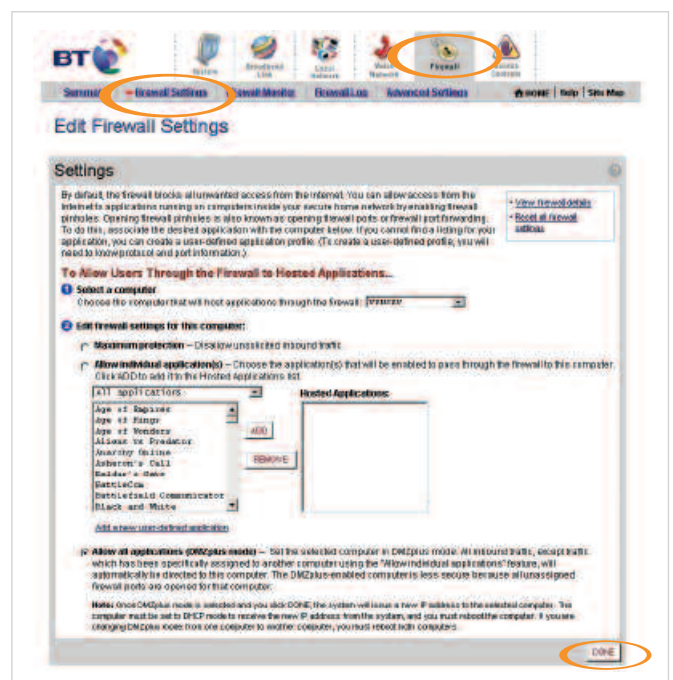 BT
System
Broadband Link
Local Network
Voice Network
Firewall
Access Controls
Summary
Firewall Settings
Firewall Monitor
Firewall Log
Advanced Settings
HOME | Help | Site Map
Edit Firewall Settings
Settings
By default, the firewall blocks all unwanted access from the Internet. You can allow access from the
Internet to applications running on computers inside your secure home network by enabling firewall
pinholes. Opening firewall pinholes is also known as opening firewall ports or firewall port forwarding.
To do this, associate the desired application with the computer below. If you cannot find a listing for your
application, you can create a user-defined application profile. (To create a user-defined profile, you will
need to know protocol and port information.)
• View firewall details
• Reset all firewall
settings
To Allow Users Through the Firewall to Hosted Applications...
1 Select a computer
Choose the computer that will host applications through the firewall:
2 Edit firewall settings for this computer:
Maximum protection – Disallow unsolicited inbound traffic.
Allow individual application(s) – Choose the application(s) that will be enabled to pass through the firewall to this computer.
Click ADD to add it to the Hosted Applications list.
All applications
Hosted Applications:
Age of Empires
Age of Kings
Age of Wonders
Aliens vs Predator
Anarchy Online
Asheron's Call
Baldur's Gate
BattleCom
Battlefield Communicator
Black and White
ADD
REMOVE
Add a new user-defined application
Allow all applications (DMZplus mode) – Set the selected computer in DMZplus mode. All inbound traffic, except traffic
which has been specifically assigned to another computer using the "Allow individual applications" feature, will
automatically be directed to this computer. The DMZplus-enabled computer is less secure because all unassigned
firewall ports are opened for that computer.
Note: Once DMZplus mode is selected and you click DONE, the system will issue a new IP address to the selected computer. The
computer must be set to DHCP mode to receive the new IP address from the system, and you must reboot the computer. If you are
changing DMZplus mode from one computer to another computer, you must reboot both computers.
DONE